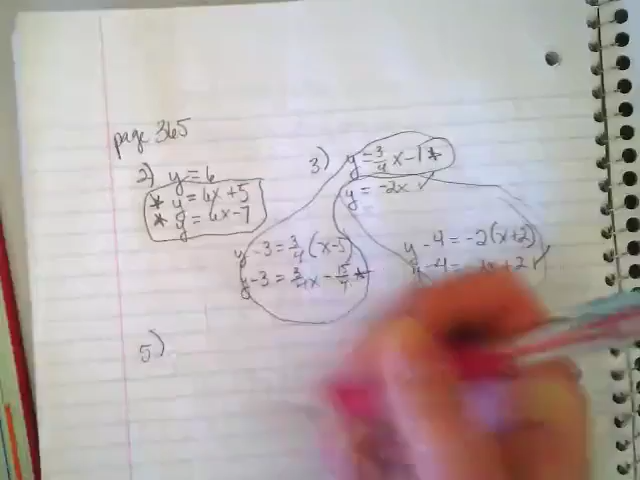 page 365
2) y = 6
* y = 6x + 5
* y = 6x - 7
3) y = 3/4 x - 1 *
y = -2x ✓
y - 3 = 3/4 (x - 5)
y - 3 = 3/4 x - 15/4 *
y - 4 = -2(x + 2)
5)